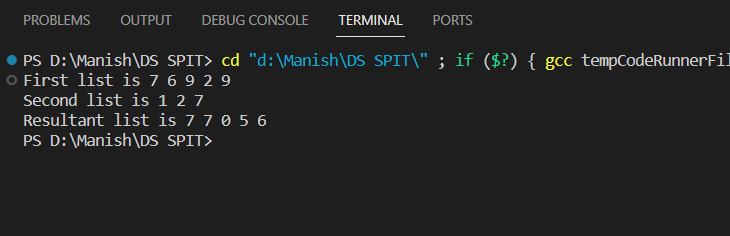 PROBLEMS OUTPUT DEBUG CONSOLE TERMINAL PORTS
PS D:\Manish\DS SPIT> cd "d:\Manish\DS SPIT\" ; if ($?) { gcc tempCodeRunnerFil
First list is 7 6 9 2 9
Second list is 1 2 7
Resultant list is 7 7 0 5 6
PS D:\Manish\DS SPIT>